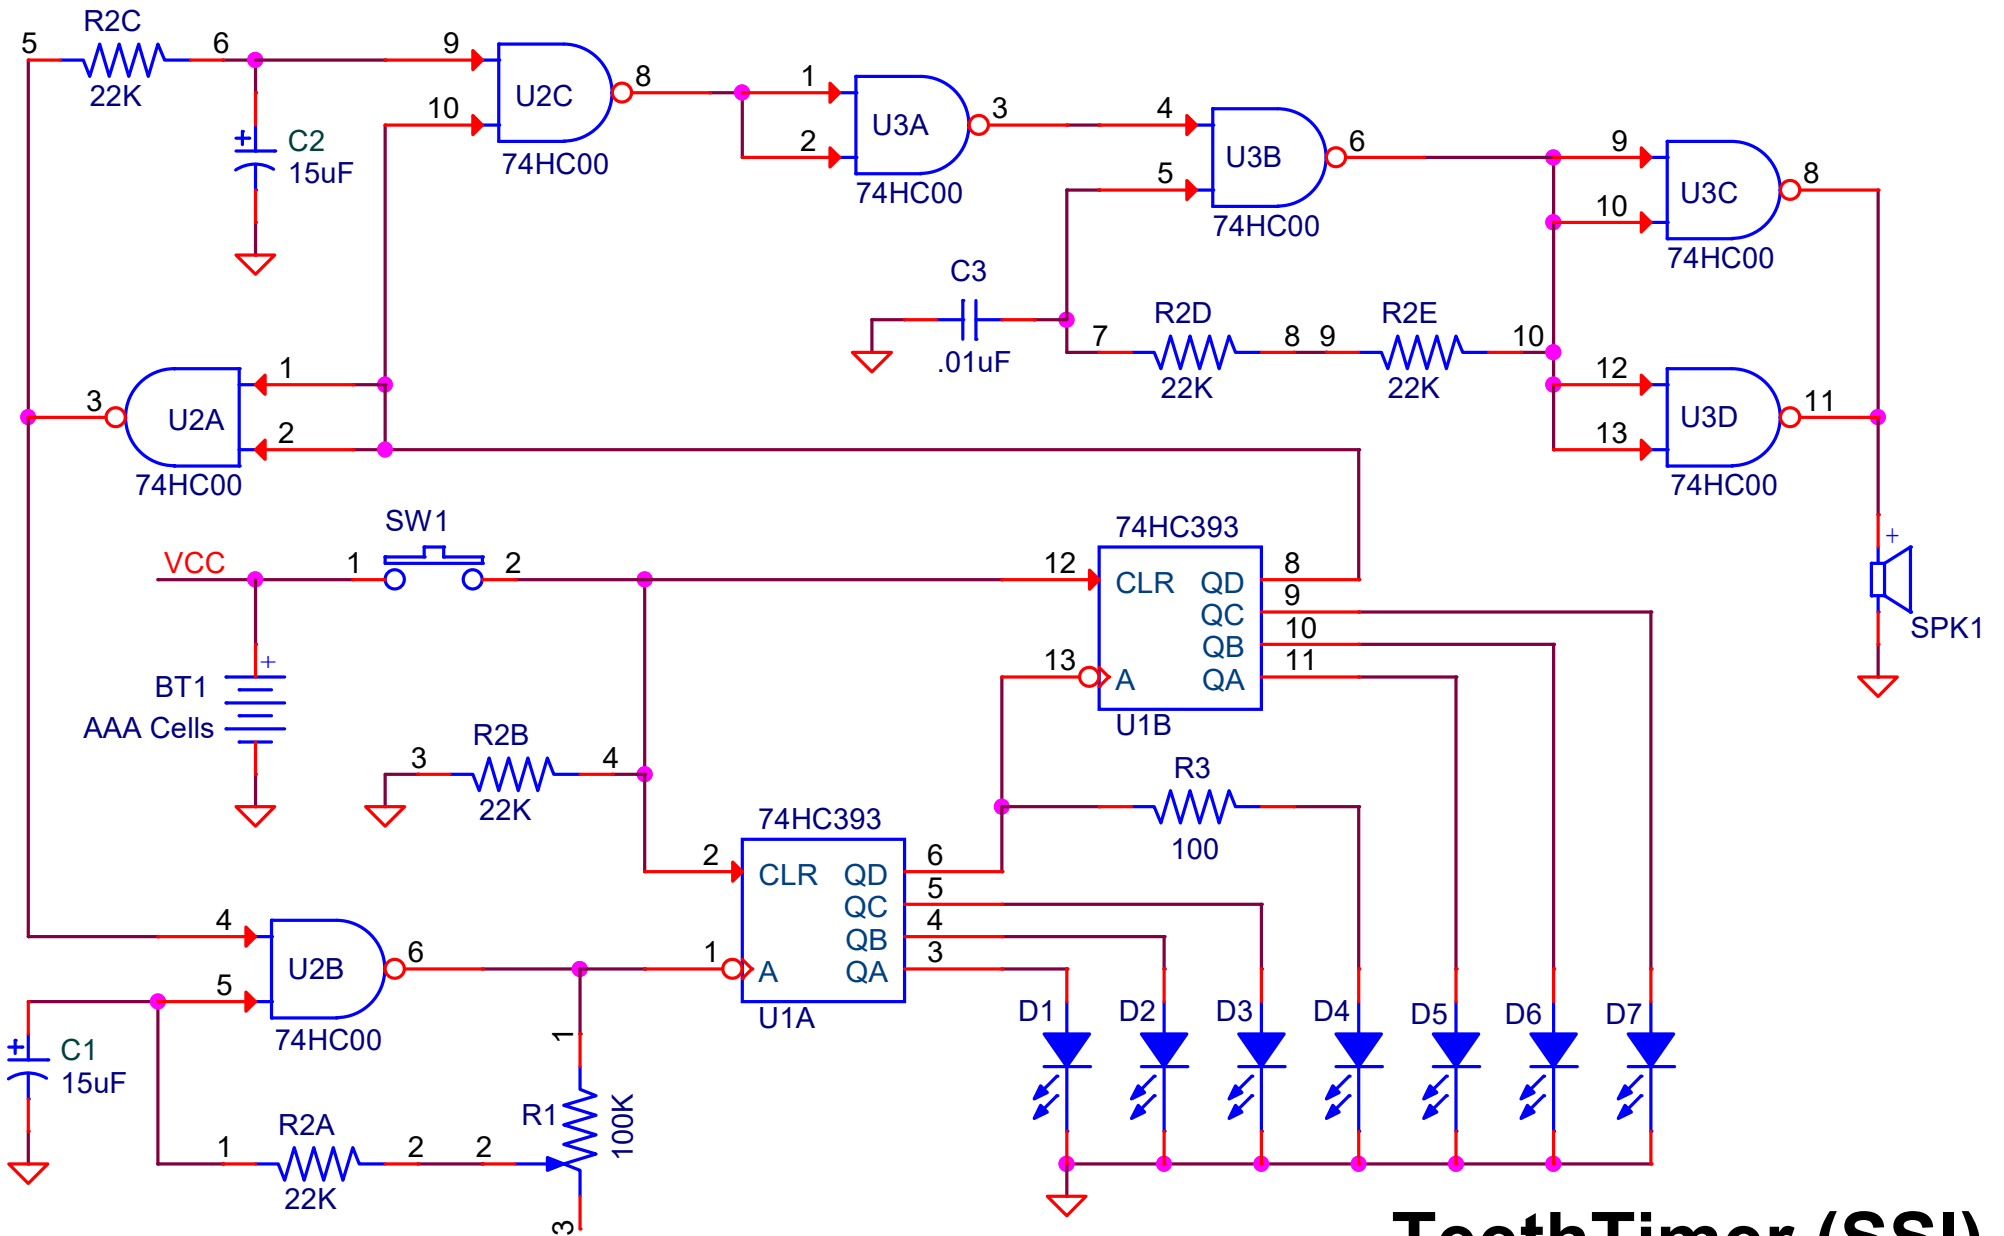 R2C
5
6
22K
C2
15uF
9
10
U2C
8
74HC00
1
2
U3A
3
74HC00
4
5
U3B
6
74HC00
9
10
U3C
8
74HC00
C3
.01uF
7
R2D
8
22K
9
R2E
10
22K
12
13
U3D
11
74HC00
3
U2A
1
2
74HC00
SW1
VCC
1
2
74HC393
12
CLR
QD
8
QC
9
QB
10
13
A
QA
11
U1B
+
SPK1
+
BT1
AAA Cells
3
R2B
4
22K
R3
100
74HC393
2
CLR
QD
6
QC
5
QB
4
1
A
QA
3
U1A
4
5
U2B
6
74HC00
C1
15uF
1
R2A
2
22K
2
R1
1
100K
3
D1
D2
D3
D4
D5
D6
D7
TeethTimer (SSI)